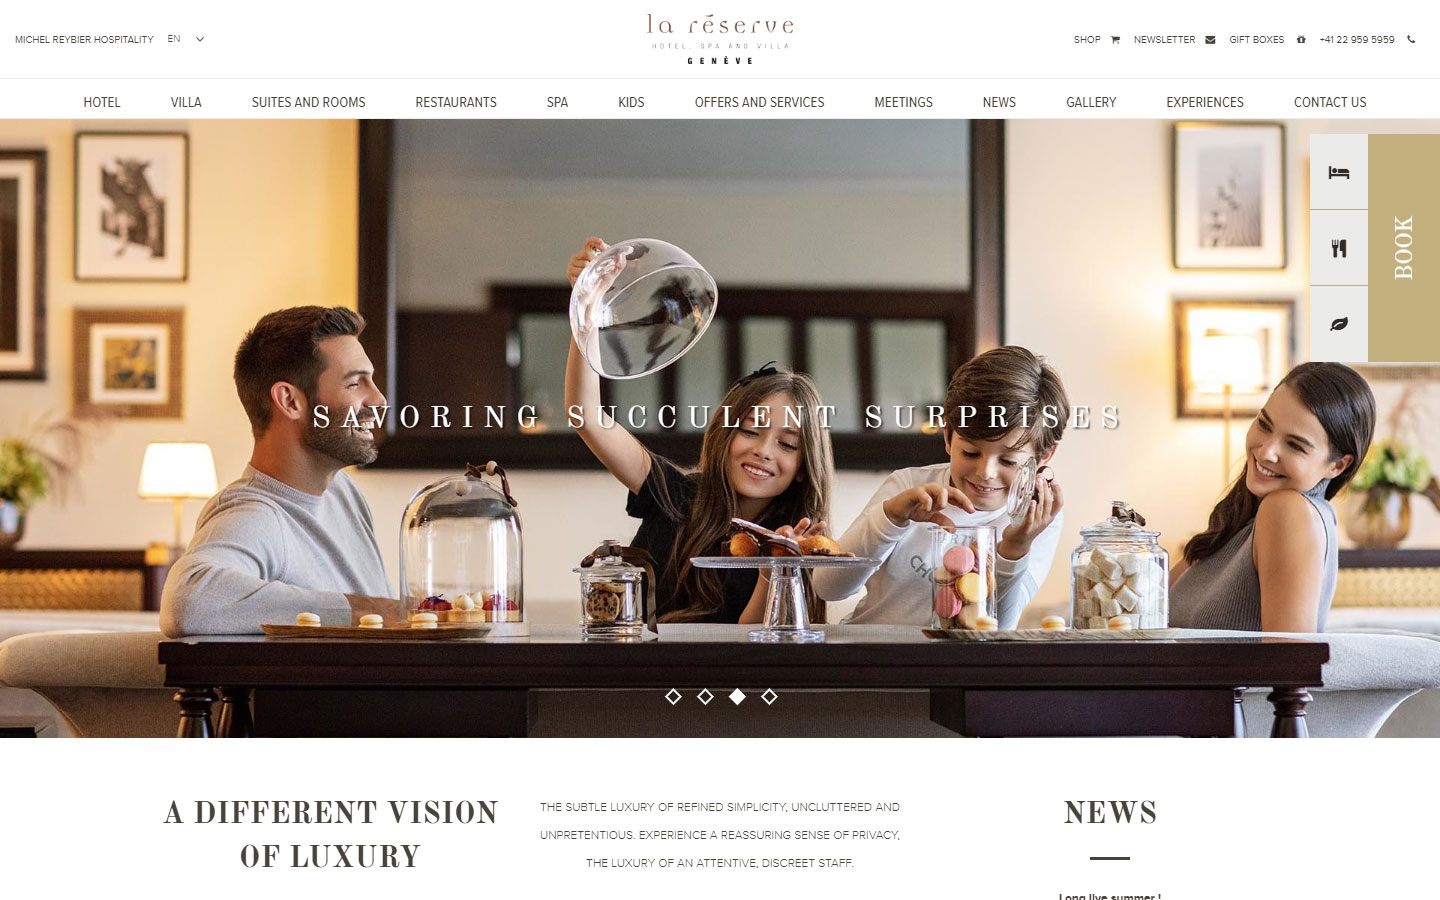 MICHEL REYBIER HOSPITALITY EN
la réserve
HOTEL, SPA AND VILLA
GENÈVE
SHOP NEWSLETTER GIFT BOXES +41 22 959 5959
HOTEL VILLA SUITES AND ROOMS RESTAURANTS SPA KIDS OFFERS AND SERVICES MEETINGS NEWS GALLERY EXPERIENCES CONTACT US
BOOK
SAVORING SUCCULENT SURPRISES
A DIFFERENT VISION
OF LUXURY
THE SUBTLE LUXURY OF REFINED SIMPLICITY, UNCLUTTERED AND
UNPRETENTIOUS. EXPERIENCE A REASSURING SENSE OF PRIVACY,
THE LUXURY OF AN ATTENTIVE, DISCREET STAFF.
NEWS
Long live summer !